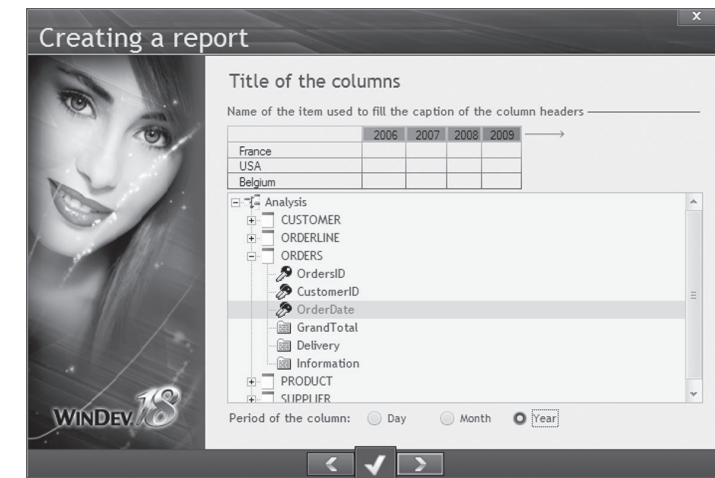 X
Creating a report
Title of the columns
Name of the item used to fill the caption of the column headers
2006 2007 2008 2009
France
USA
Belgium
Analysis
CUSTOMER
ORDERLINE
ORDERS
OrdersID
CustomerID
OrderDate
GrandTotal
Delivery
Information
PRODUCT
SUPPLIER
Period of the column: Day Month Year
WINDEV 18